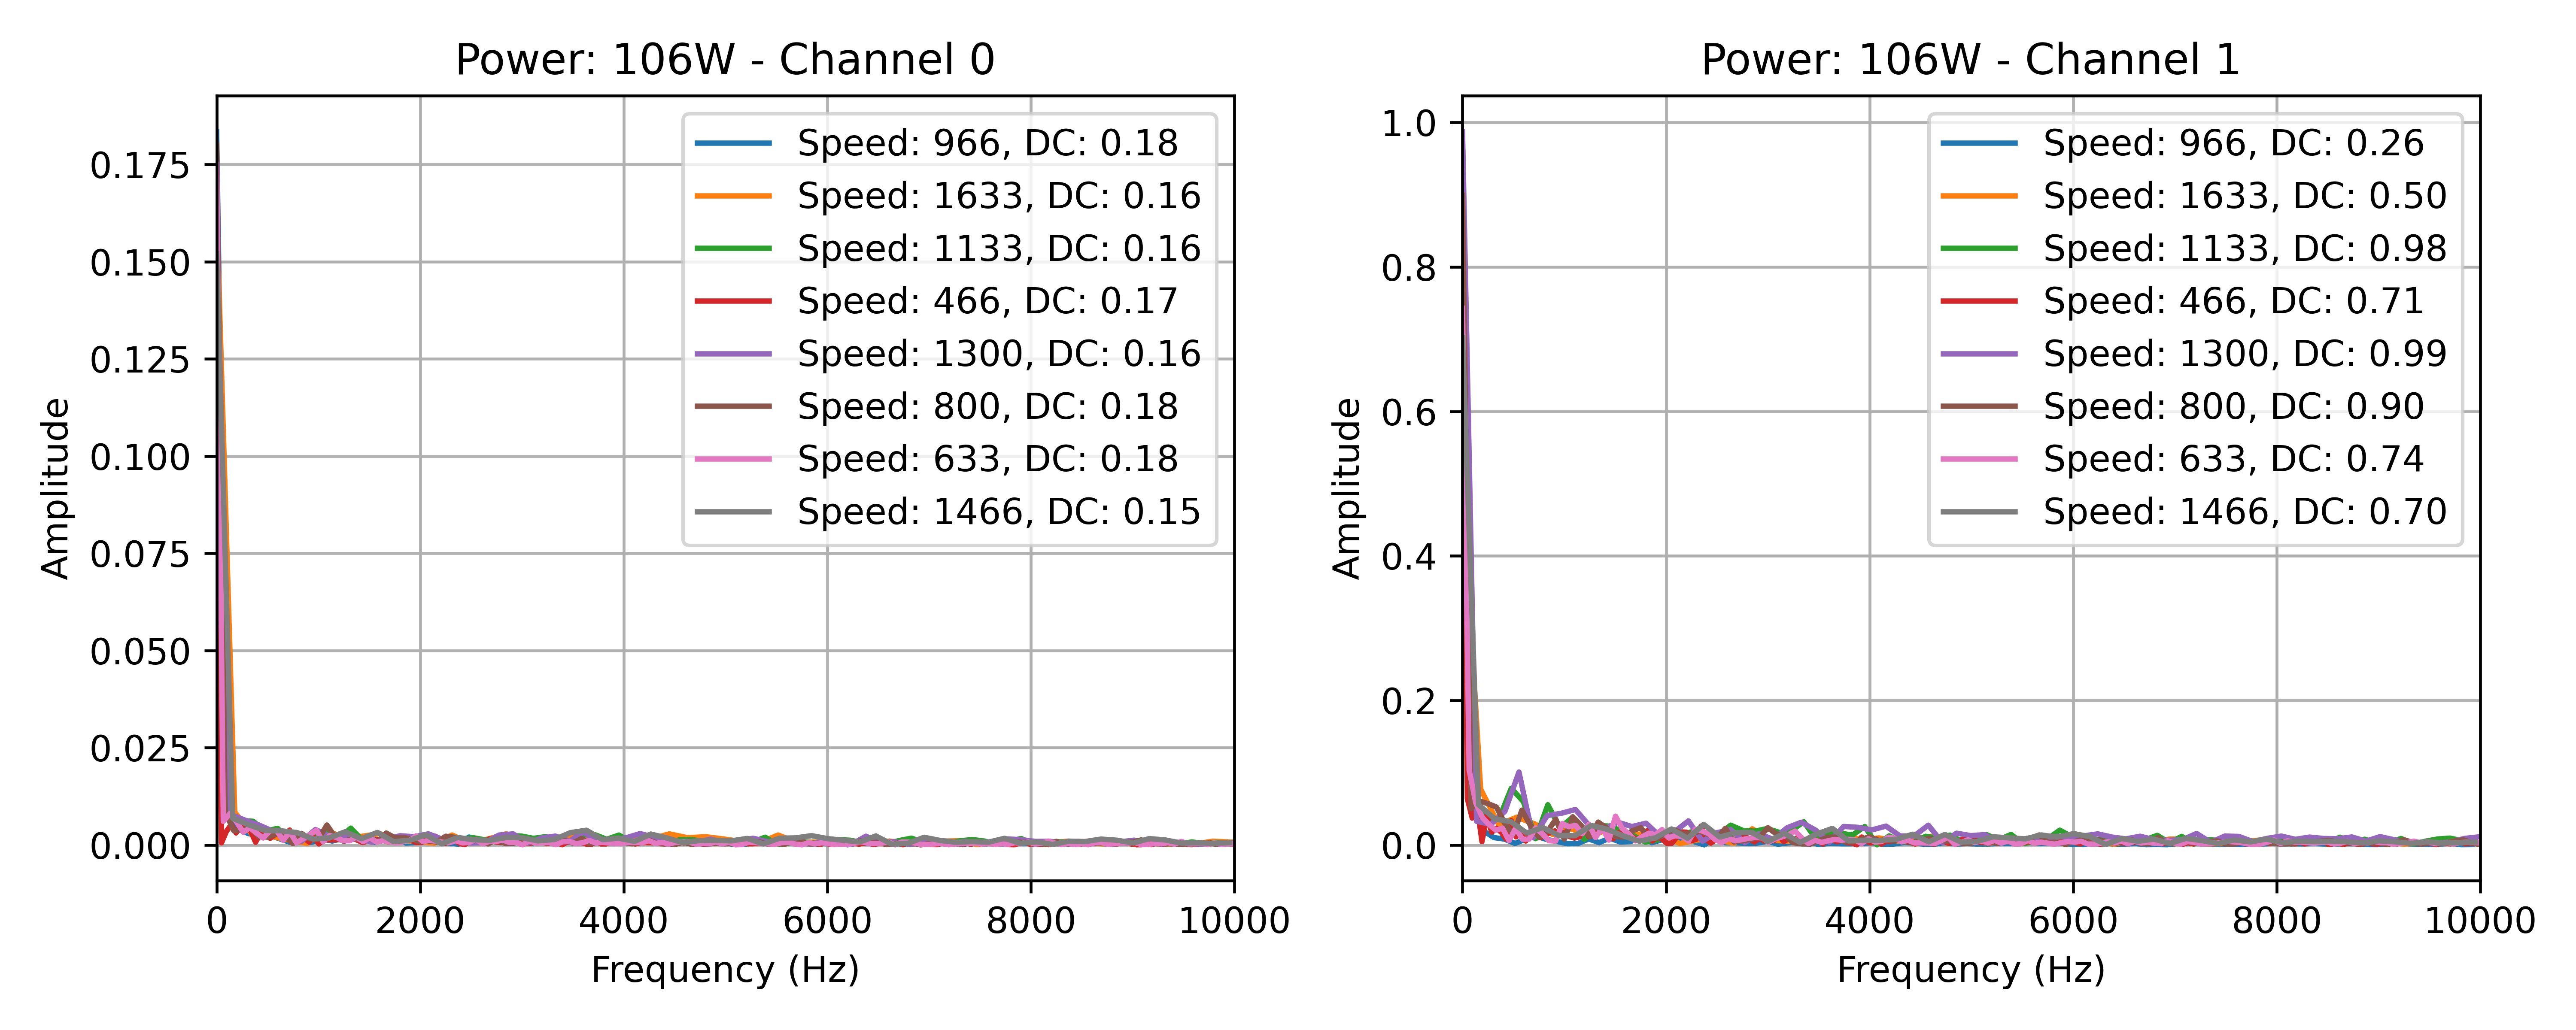 Power: 106W - Channel 0
Amplitude
0.175
0.150
0.125
0.100
0.075
0.050
0.025
0.000
Speed: 966, DC: 0.18
Speed: 1633, DC: 0.16
Speed: 1133, DC: 0.16
Speed: 466, DC: 0.17
Speed: 1300, DC: 0.16
Speed: 800, DC: 0.18
Speed: 633, DC: 0.18
Speed: 1466, DC: 0.15
0 2000 4000 6000 8000 10000
Frequency (Hz)
Power: 106W - Channel 1
Amplitude
1.0
0.8
0.6
0.4
0.2
0.0
Speed: 966, DC: 0.26
Speed: 1633, DC: 0.50
Speed: 1133, DC: 0.98
Speed: 466, DC: 0.71
Speed: 1300, DC: 0.99
Speed: 800, DC: 0.90
Speed: 633, DC: 0.74
Speed: 1466, DC: 0.70
0 2000 4000 6000 8000 10000
Frequency (Hz)